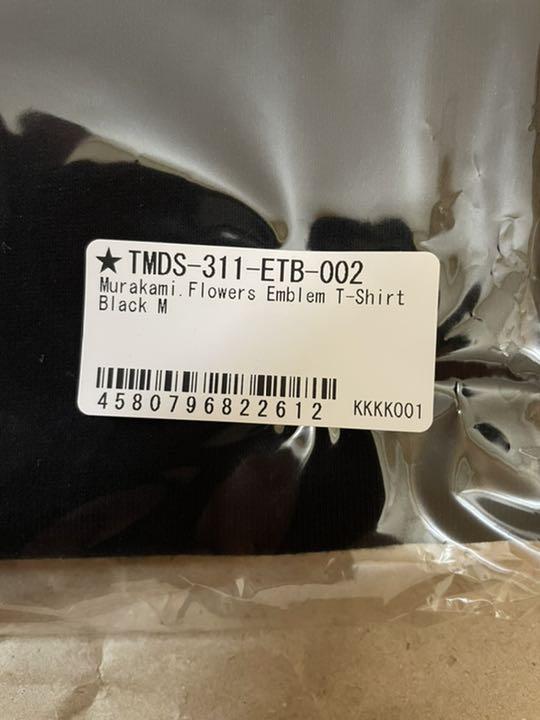 ★TMDS-311-ETB-002
Murakami.Flowers Emblem T-Shirt
Black M
4580796822612
KKKK001